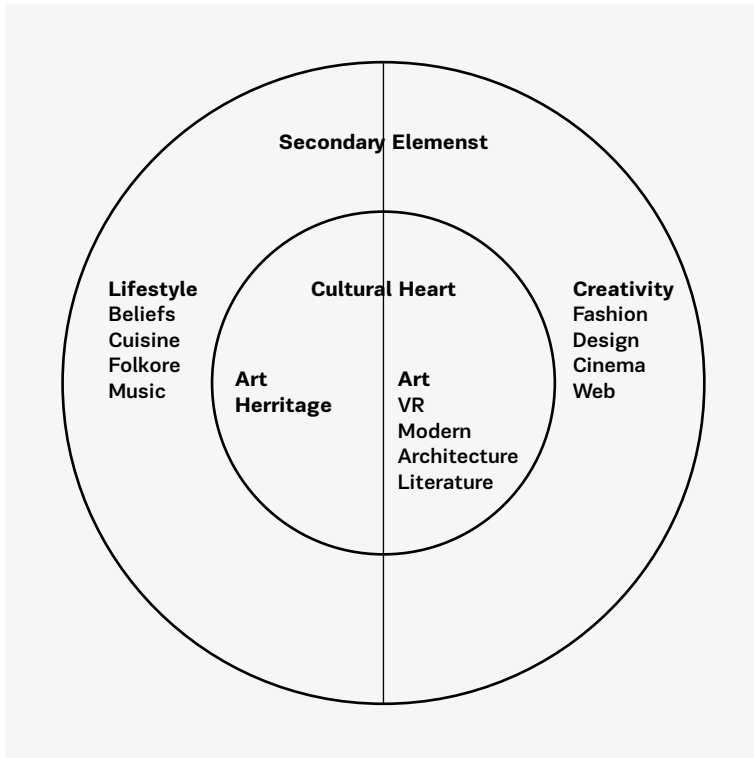 Secondary Elemenst
Cultural Heart
Lifestyle
Beliefs
Cuisine
Folkore
Music
Art
Herritage
Art
VR
Modern
Architecture
Literature
Creativity
Fashion
Design
Cinema
Web